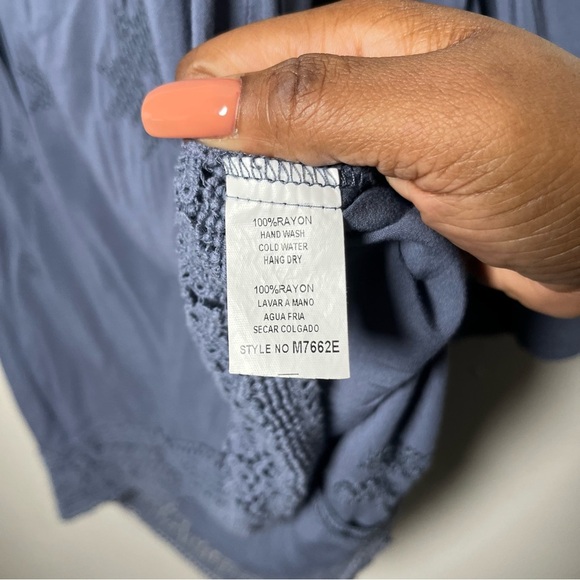 100%RAYON
HAND WASH
COLD WATER
HANG DRY
100%RAYON
LAVAR A MANO
AGUA FRIA
SECAR COLGADO
STYLE NO M7662E